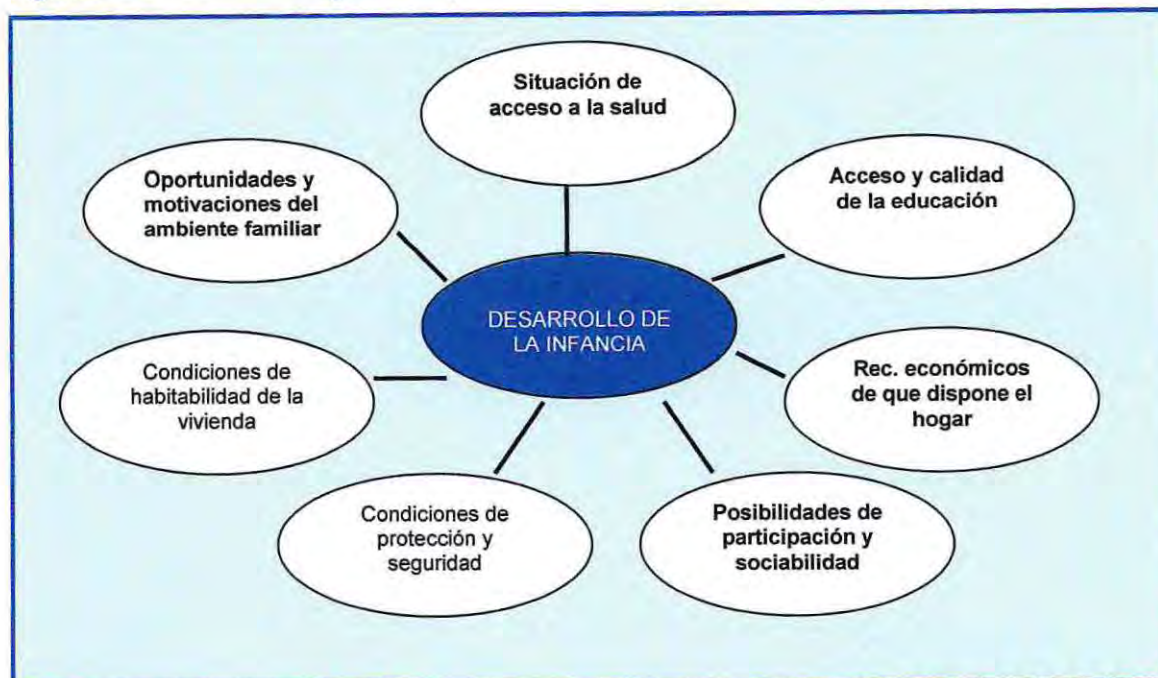 Situación de
acceso a la salud
Oportunidades y
motivaciones del
ambiente familiar
Acceso y calidad
de la educación
DESARROLLO DE
LA INFANCIA
Condiciones de
habitabilidad de la
vivienda
Rec. económicos
de que dispone el
hogar
Condiciones de
protección y
seguridad
Posibilidades de
participación y
sociabilidad